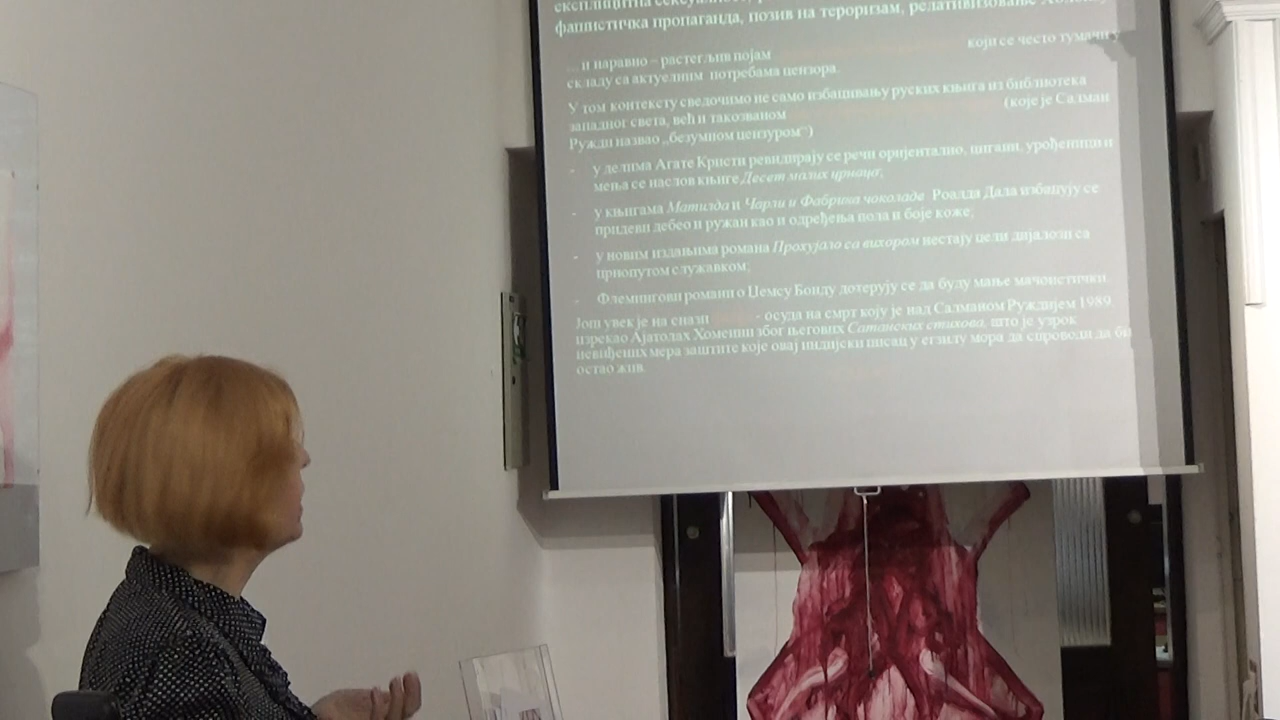 експлицитна сексуалност,
фашистичка пропаганда, позив на тероризам, релативизовање
... и наравно – растегљив појам који се често тумачи у
складу са актуелним потребама цензора.
У том контексту сведочимо не само избацивању руских књига из библиотека
западног света, већ и такозваном (које је Салман
Ружди назвао „безумном цензуром“)
- у делима Агате Кристи ревидирају се речи оријентално, цигани, урођеници и
мења се наслов књиге Десет малих црнаца;
- у књигама Матилда и Чарли и Фабрика чоколаде Роалда Дала избацују се
придеви дебео и ружан као и одређења пола и боје коже;
- у новим издањима романа Прохујало са вихором нестају цели дијалози са
принопутом служавком;
- Флемингови романи о Џемсу Бонду дотерују се да буду мање мачоистички.
Још увек је на снази - осуда на смрт коју је над Салманом Руждијем 1989.
изрекао Ајатолах Хомеини због његових Сатанских стихова, што је узрок
невиђених мера заштите које овај индијски писац у егзилу мора да спроводи да би
остао жив.